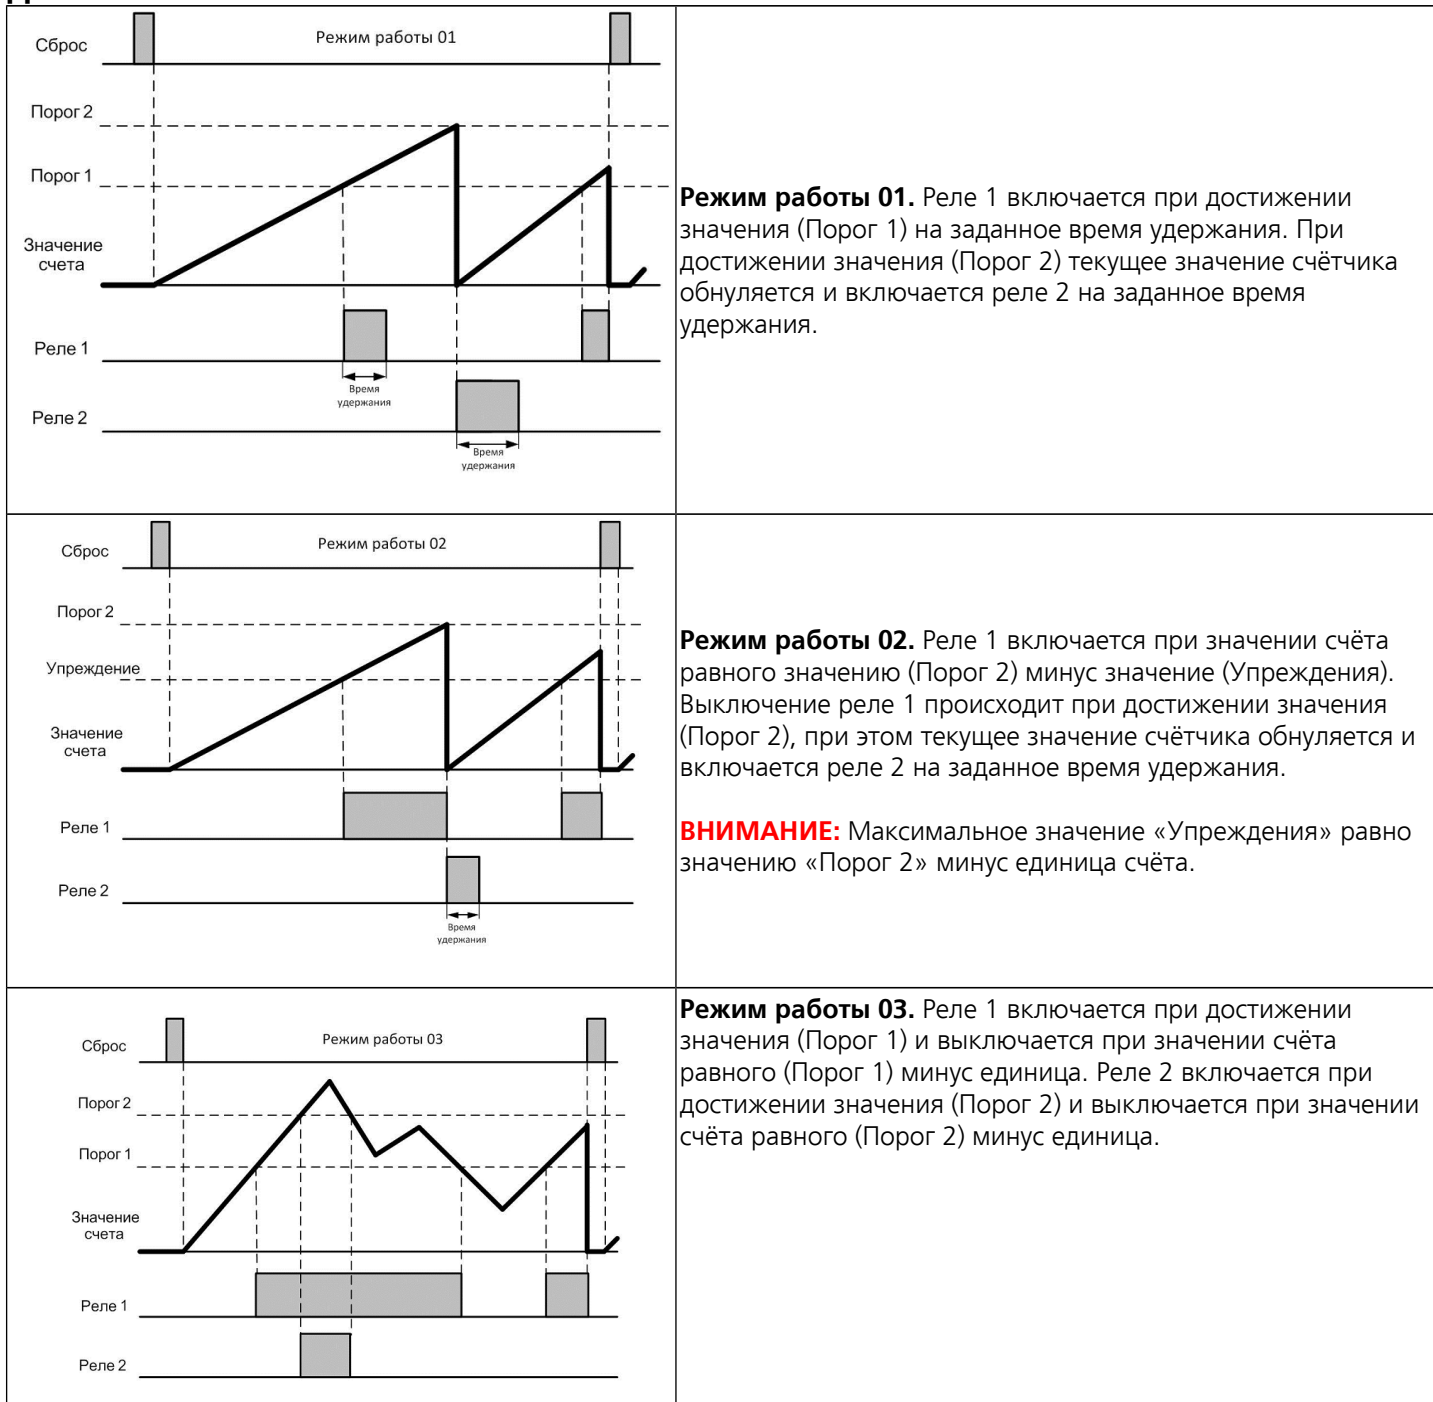 Сброс
Режим работы 01
Порог 2
Порог 1
Значение
счета
Реле 1
Время
удержания
Реле 2
Время
удержания
Режим работы 01. Реле 1 включается при достижении
значения (Порог 1) на заданное время удержания. При
достижении значения (Порог 2) текущее значение счётчика
обнуляется и включается реле 2 на заданное время
удержания.
Сброс
Режим работы 02
Порог 2
Упреждение
Значение
счета
Реле 1
Реле 2
Время
удержания
Режим работы 02. Реле 1 включается при значении счёта
равного значению (Порог 2) минус значение (Упреждения).
Выключение реле 1 происходит при достижении значения
(Порог 2), при этом текущее значение счётчика обнуляется и
включается реле 2 на заданное время удержания.
ВНИМАНИЕ: Максимальное значение «Упреждения» равно
значению «Порог 2» минус единица счёта.
Сброс
Режим работы 03
Порог 2
Порог 1
Значение
счета
Реле 1
Реле 2
Режим работы 03. Реле 1 включается при достижении
значения (Порог 1) и выключается при значении счёта
равного (Порог 1) минус единица. Реле 2 включается при
достижении значения (Порог 2) и выключается при значении
счёта равного (Порог 2) минус единица.